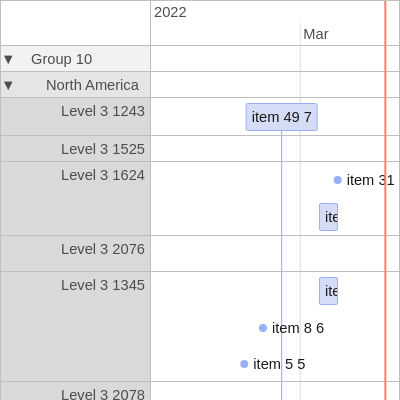 2022
Mar
▼ Group 10
▼ North America
Level 3 1243
item 49 7
Level 3 1525
Level 3 1624
item 31
ite
Level 3 2076
Level 3 1345
ite
item 8 6
item 5 5
Level 3 2078